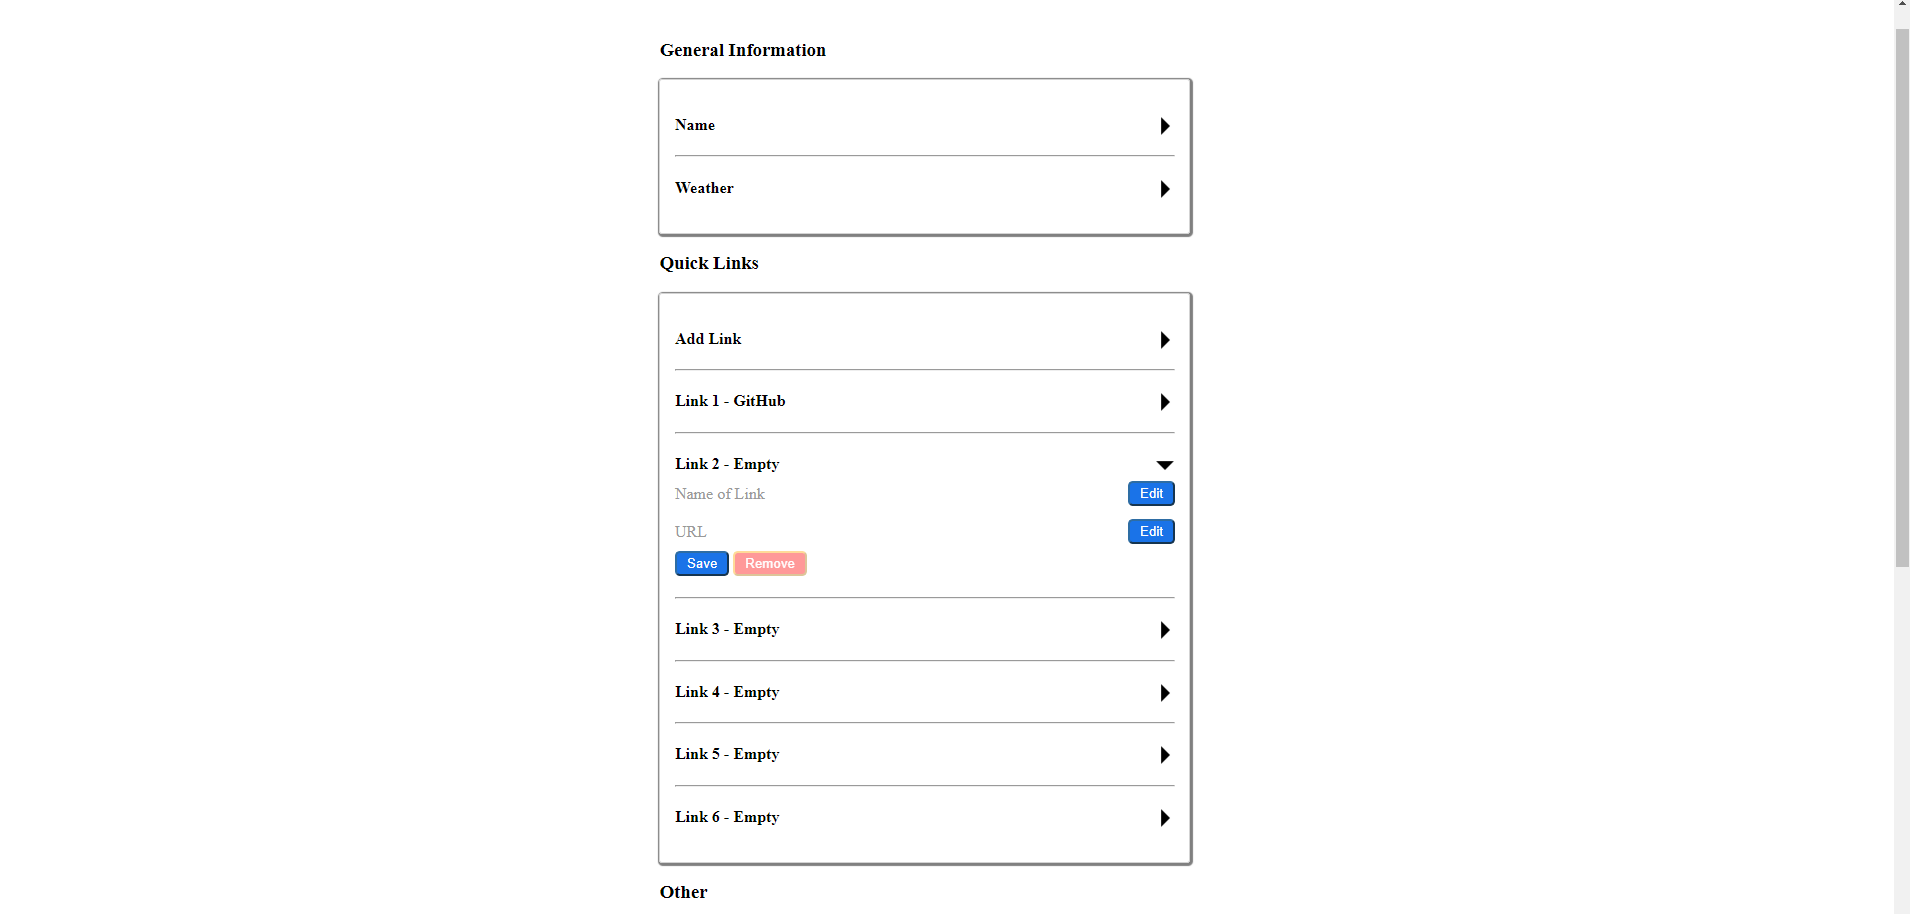 General Information
Name
Weather
Quick Links
Add Link
Link 1 - GitHub
Link 2 - Empty
Name of Link Edit
URL Edit
Save Remove
Link 3 - Empty
Link 4 - Empty
Link 5 - Empty
Link 6 - Empty
Other